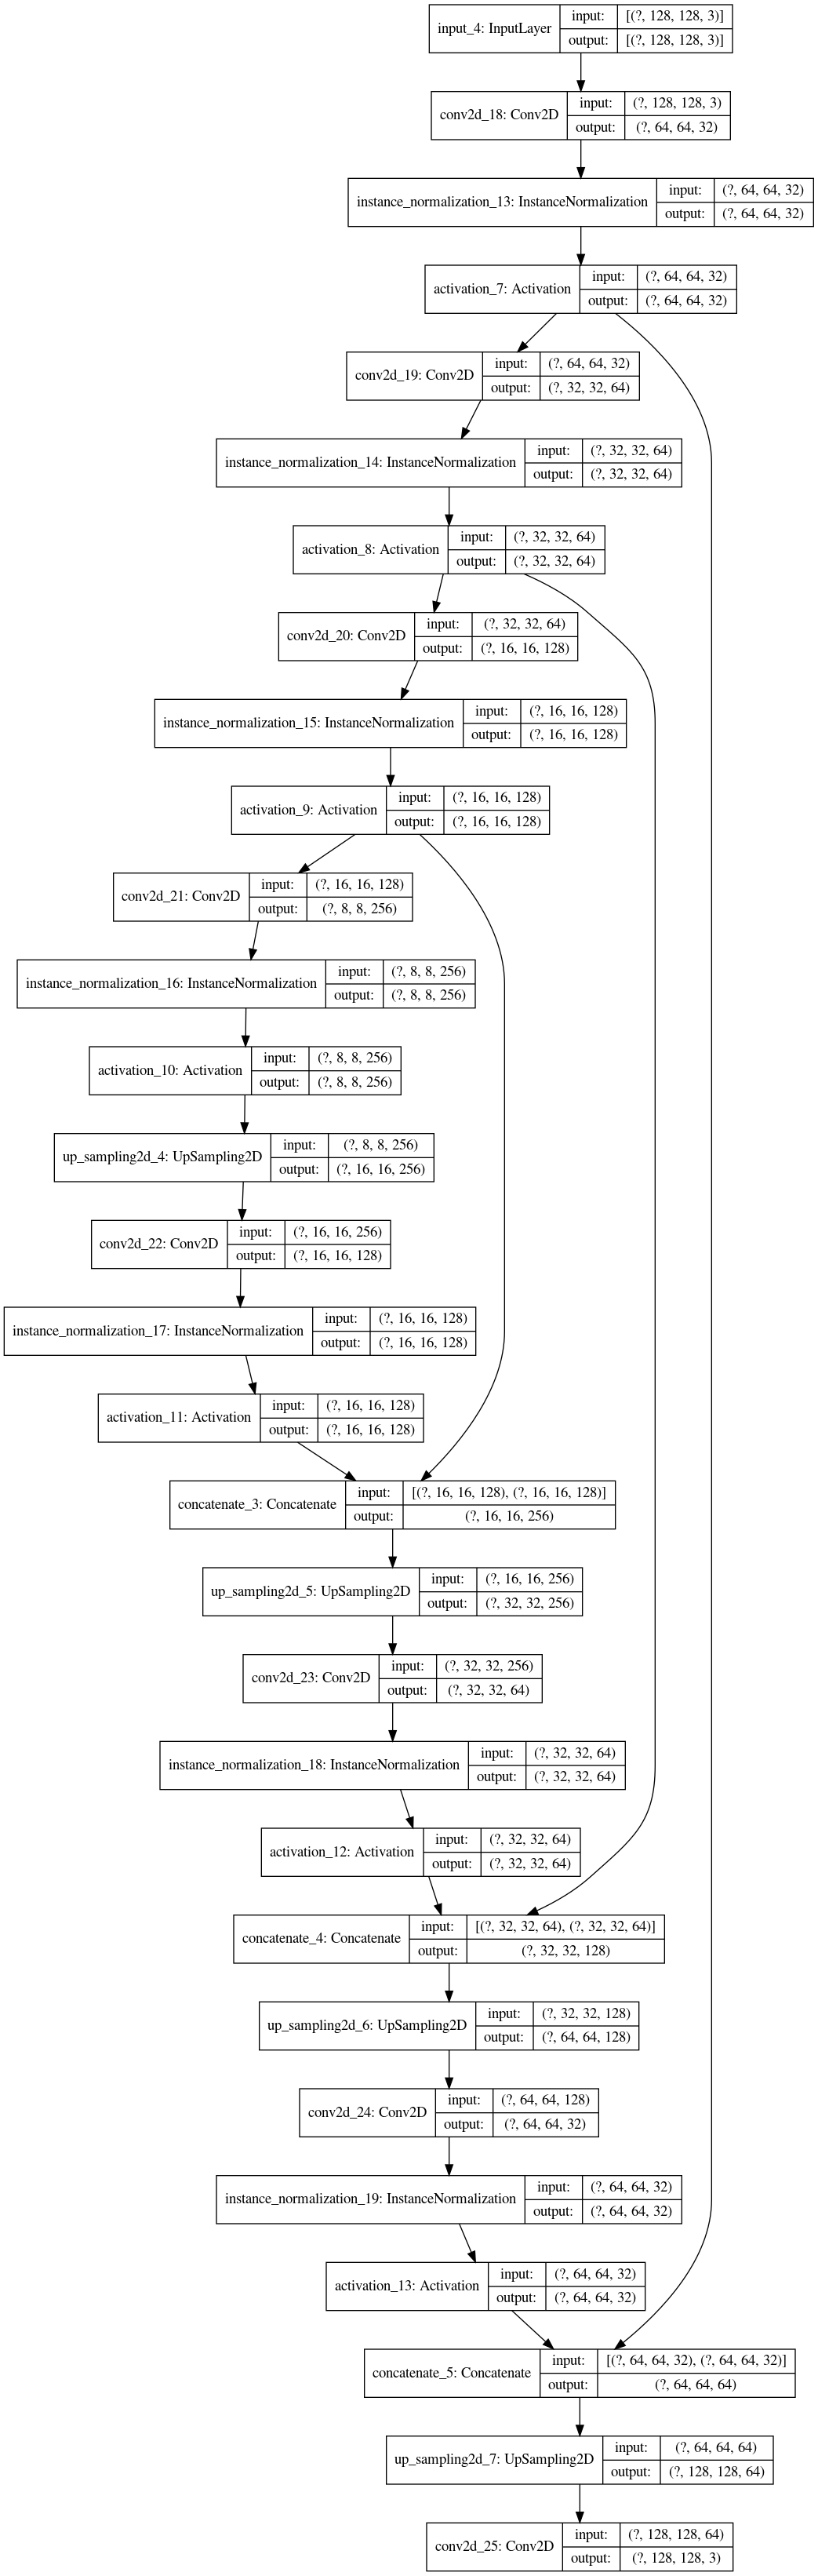 input_4: InputLayer
input: [(?, 128, 128, 3)]
output: [(?, 128, 128, 3)]
conv2d_18: Conv2D
input: (?, 128, 128, 3)
output: (?, 64, 64, 32)
instance_normalization_13: InstanceNormalization
input: (?, 64, 64, 32)
output: (?, 64, 64, 32)
activation_7: Activation
input: (?, 64, 64, 32)
output: (?, 64, 64, 32)
conv2d_19: Conv2D
input: (?, 64, 64, 32)
output: (?, 32, 32, 64)
instance_normalization_14: InstanceNormalization
input: (?, 32, 32, 64)
output: (?, 32, 32, 64)
activation_8: Activation
input: (?, 32, 32, 64)
output: (?, 32, 32, 64)
conv2d_20: Conv2D
input: (?, 32, 32, 64)
output: (?, 16, 16, 128)
instance_normalization_15: InstanceNormalization
input: (?, 16, 16, 128)
output: (?, 16, 16, 128)
activation_9: Activation
input: (?, 16, 16, 128)
output: (?, 16, 16, 128)
conv2d_21: Conv2D
input: (?, 16, 16, 128)
output: (?, 8, 8, 256)
instance_normalization_16: InstanceNormalization
input: (?, 8, 8, 256)
output: (?, 8, 8, 256)
activation_10: Activation
input: (?, 8, 8, 256)
output: (?, 8, 8, 256)
up_sampling2d_4: UpSampling2D
input: (?, 8, 8, 256)
output: (?, 16, 16, 256)
conv2d_22: Conv2D
input: (?, 16, 16, 256)
output: (?, 16, 16, 128)
instance_normalization_17: InstanceNormalization
input: (?, 16, 16, 128)
output: (?, 16, 16, 128)
activation_11: Activation
input: (?, 16, 16, 128)
output: (?, 16, 16, 128)
concatenate_3: Concatenate
input: [(?, 16, 16, 128), (?, 16, 16, 128)]
output: (?, 16, 16, 256)
up_sampling2d_5: UpSampling2D
input: (?, 16, 16, 256)
output: (?, 32, 32, 256)
conv2d_23: Conv2D
input: (?, 32, 32, 256)
output: (?, 32, 32, 64)
instance_normalization_18: InstanceNormalization
input: (?, 32, 32, 64)
output: (?, 32, 32, 64)
activation_12: Activation
input: (?, 32, 32, 64)
output: (?, 32, 32, 64)
concatenate_4: Concatenate
input: [(?, 32, 32, 64), (?, 32, 32, 64)]
output: (?, 32, 32, 128)
up_sampling2d_6: UpSampling2D
input: (?, 32, 32, 128)
output: (?, 64, 64, 128)
conv2d_24: Conv2D
input: (?, 64, 64, 128)
output: (?, 64, 64, 32)
instance_normalization_19: InstanceNormalization
input: (?, 64, 64, 32)
output: (?, 64, 64, 32)
activation_13: Activation
input: (?, 64, 64, 32)
output: (?, 64, 64, 32)
concatenate_5: Concatenate
input: [(?, 64, 64, 32), (?, 64, 64, 32)]
output: (?, 64, 64, 64)
up_sampling2d_7: UpSampling2D
input: (?, 64, 64, 64)
output: (?, 128, 128, 64)
conv2d_25: Conv2D
input: (?, 128, 128, 64)
output: (?, 128, 128, 3)